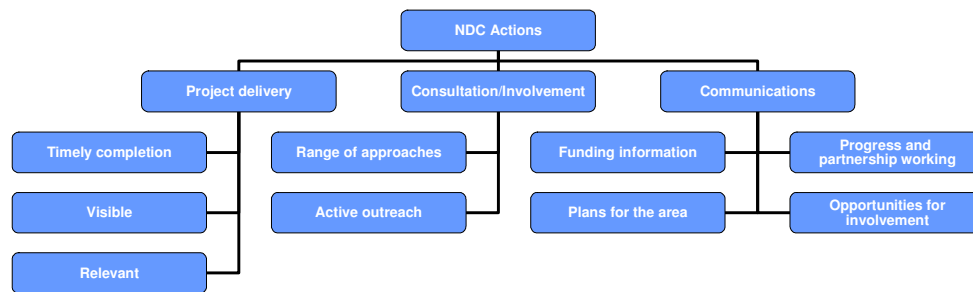 NDC Actions
Project delivery
Consultation/Involvement
Communications
Timely completion
Range of approaches
Funding information
Progress and
partnership working
Visible
Active outreach
Plans for the area
Opportunities for
involvement
Relevant